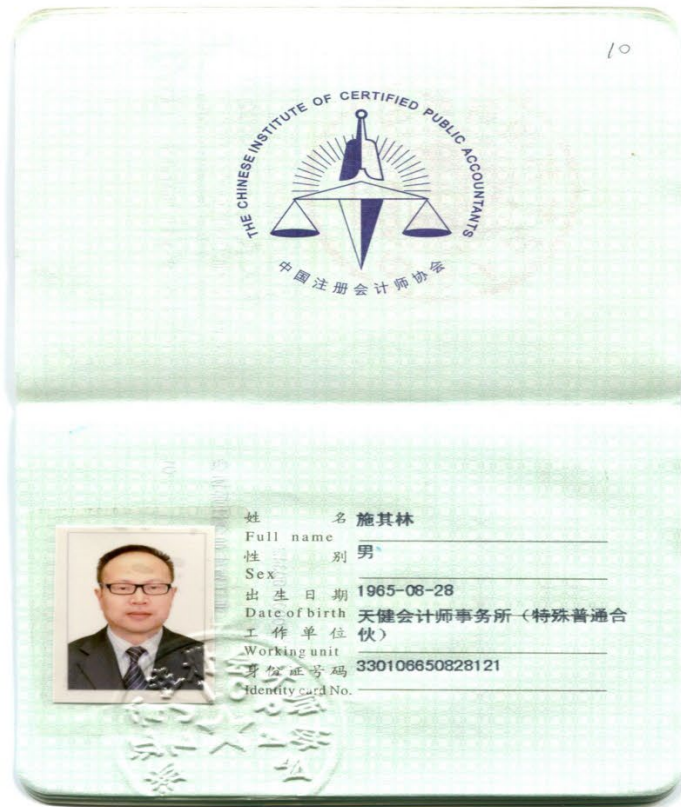 10
THE CHINESE INSTITUTE OF CERTIFIED PUBLIC ACCOUNTANTS
中国注册会计师协会
姓 名 施其林
Full name
性 别 男
Sex
出生日期 1965-08-28
Date of birth 天健会计师事务所（特殊普通合
工作单位 伙）
Working unit
身份证号码 330106650828121
Identity card No.